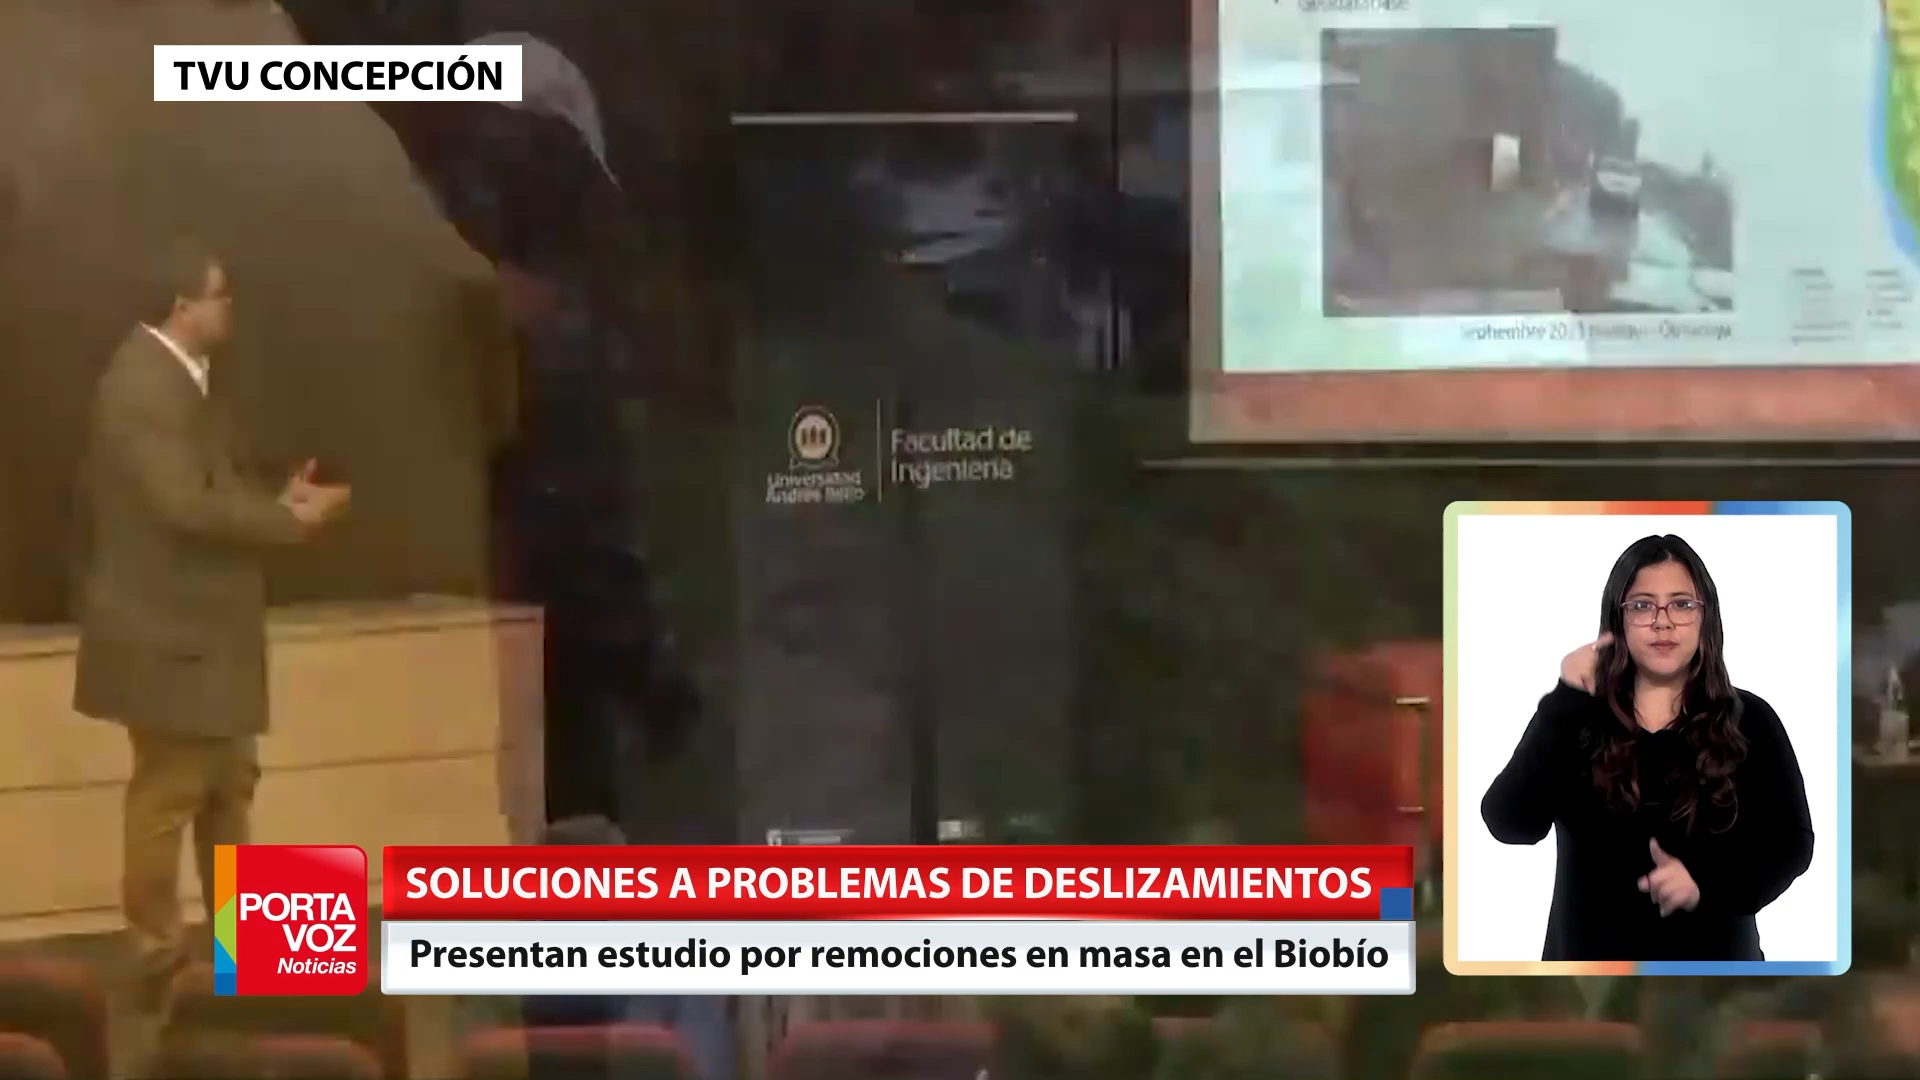 Geodatabase
TVU CONCEPCIÓN
Facultad de
Ingeniería
Universidad
Andrés Bello
SOLUCIONES A PROBLEMAS DE DESLIZAMIENTOS
PORTA
VOZ
Noticias
Presentan estudio por remociones en masa en el Biobío